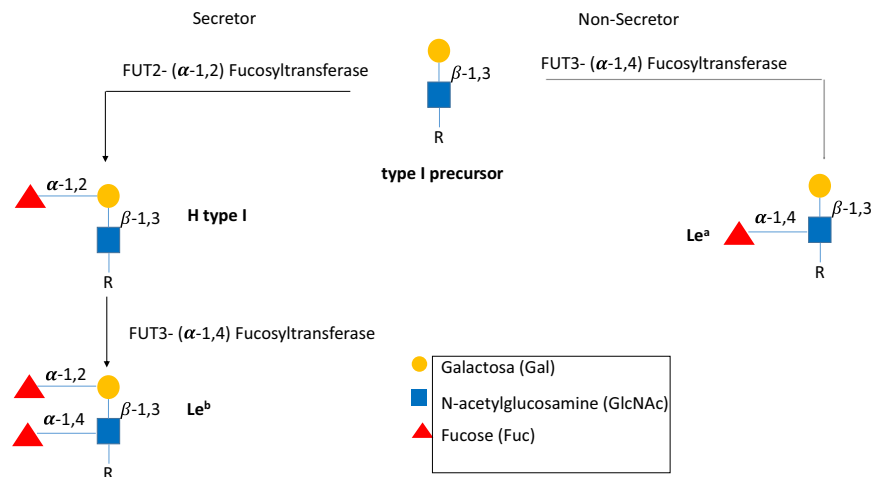 Secretor
Non-Secretor
FUT2- (α-1,2) Fucosyltransferase
FUT3- (α-1,4) Fucosyltransferase
β-1,3
R
type I precursor
α-1,2
β-1,3
H type I
R
α-1,4
β-1,3
Leᵃ
R
FUT3- (α-1,4) Fucosyltransferase
α-1,2
α-1,4
β-1,3
Leᵇ
R
Galactosa (Gal)
N-acetylglucosamine (GlcNAc)
Fucose (Fuc)